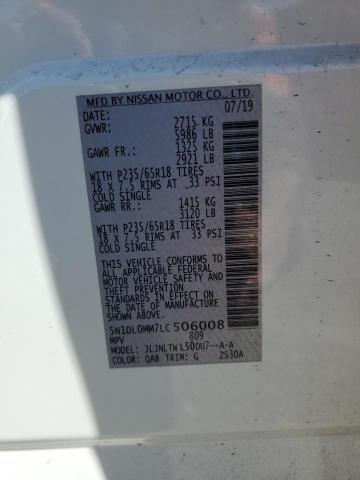 MFD BY NISSAN MOTOR CO., LTD.
DATE: 07/19
GVWR: 2715 KG
5986 LB
GAWR FR.: 1325 KG
2921 LB
WITH P235/65R18 TIRES
18 X 7.5 RIMS AT 33 PSI
COLD SINGLE
GAWR RR.: 1415 KG
3120 LB
WITH P235/65R18 TIRES
18 X 7.5 RIMS AT 33 PSI
COLD SINGLE
THIS VEHICLE CONFORMS TO
ALL APPLICABLE FEDERAL
MOTOR VEHICLE SAFETY AND
STANDARDS IN EFFECT ON
THE DATE OF MANUFACTURE
SHOWN ABOVE.
5N1DL0MM7LC506008
MPV 809
MODEL: JLJNLTWL50DU7--A-A
COLOR: QAB TRIM: G ZS30A